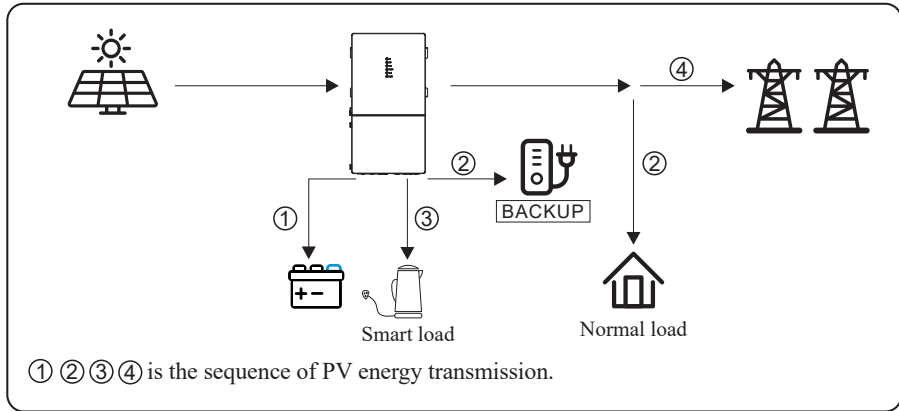 ④
②
②
BACKUP
①
③
+ −
Smart load
Normal load
① ② ③ ④ is the sequence of PV energy transmission.